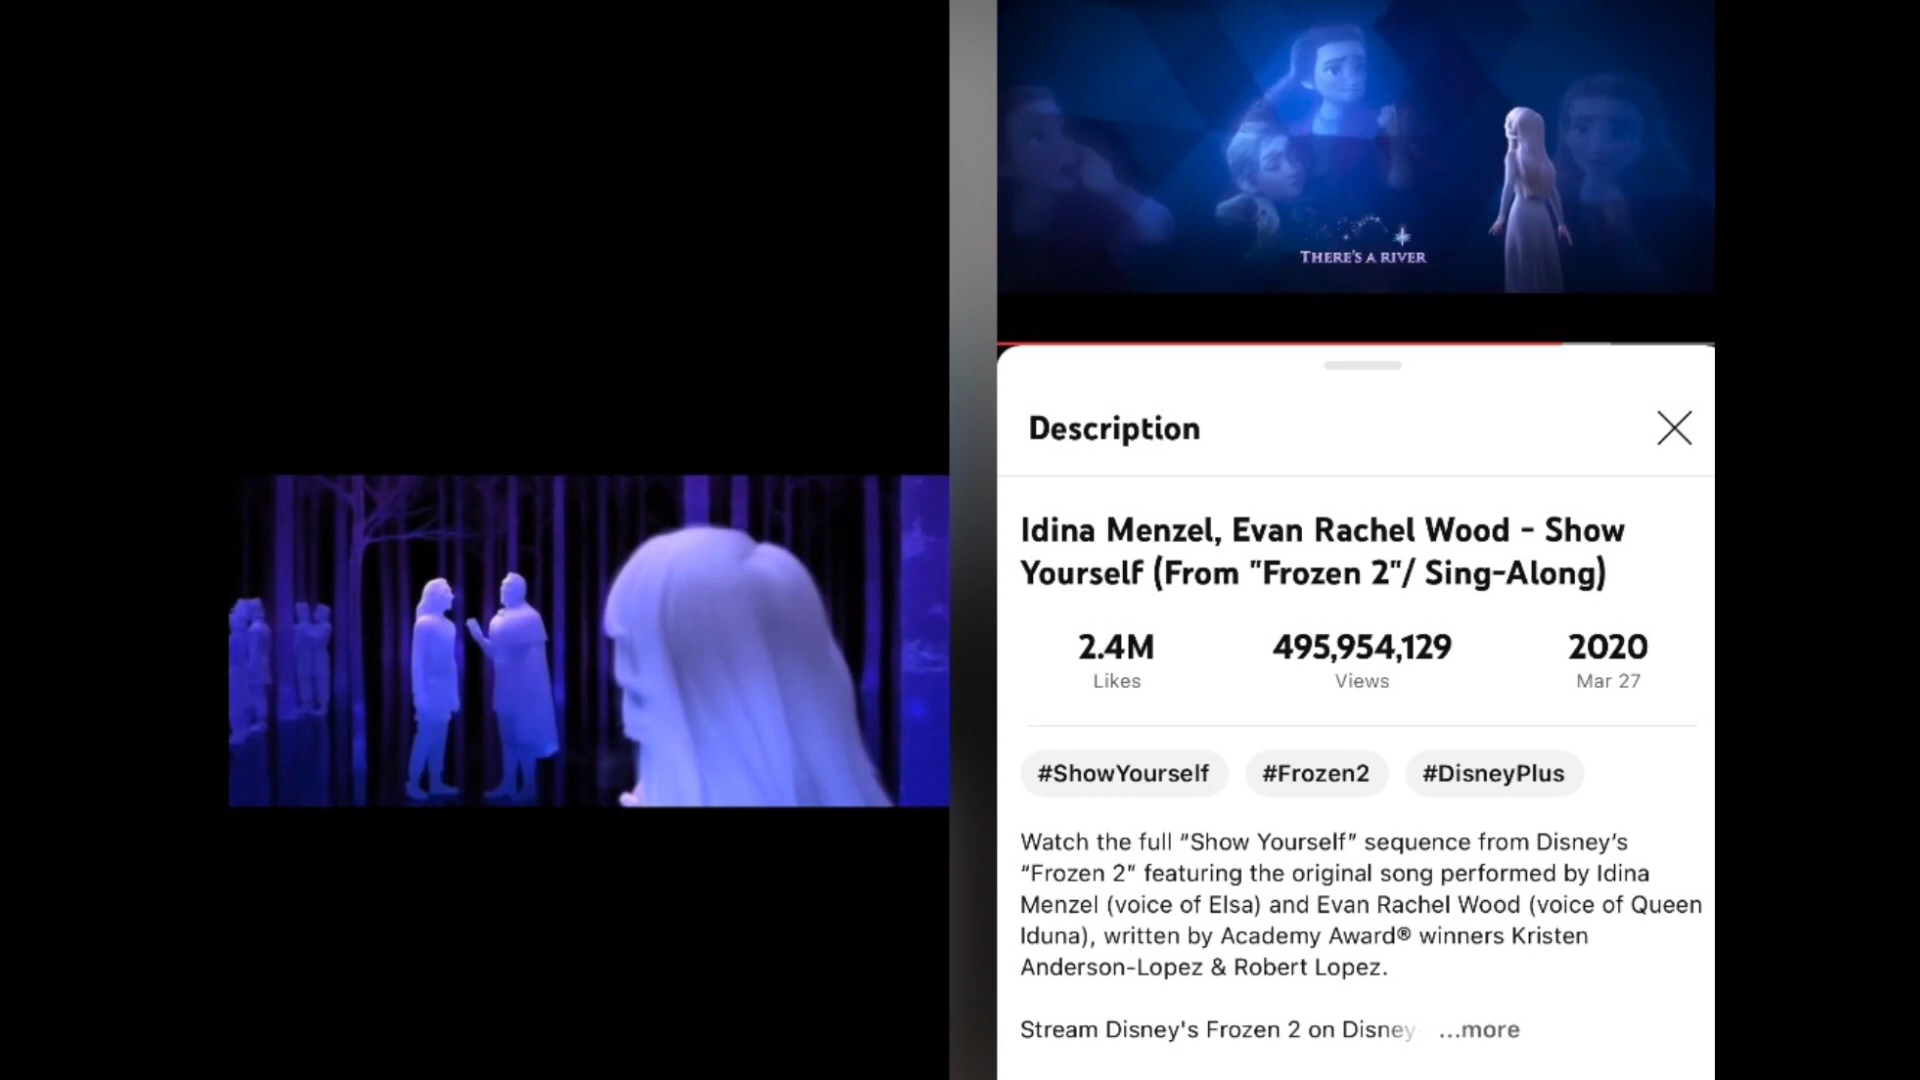 THERE'S A RIVER
Description
Idina Menzel, Evan Rachel Wood - Show
Yourself (From "Frozen 2"/ Sing-Along)
2.4M 495,954,129 2020
Likes Views Mar 27
#ShowYourself #Frozen2 #DisneyPlus
Watch the full “Show Yourself” sequence from Disney’s
“Frozen 2” featuring the original song performed by Idina
Menzel (voice of Elsa) and Evan Rachel Wood (voice of Queen
Iduna), written by Academy Award® winners Kristen
Anderson-Lopez & Robert Lopez.
Stream Disney's Frozen 2 on Disney ...more